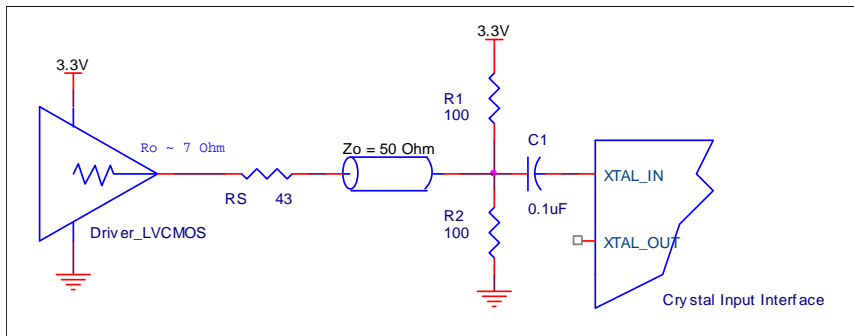 3.3V
3.3V
R1
100
Ro ~ 7 Ohm
Zo = 50 Ohm
C1
XTAL_IN
RS 43
0.1uF
R2
100
XTAL_OUT
Driver_LVCMOS
Crystal Input Interface